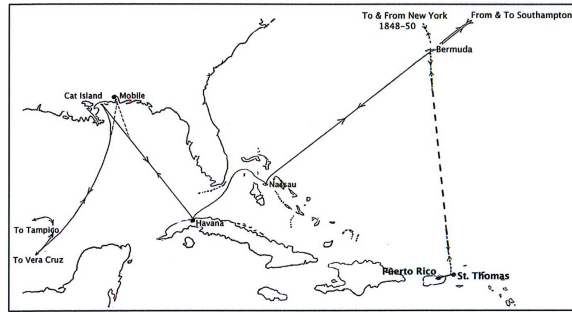 To & From New York
1848-50
From & To Southampton
Bermuda
Cat Island
Mobile
Nassau
Havana
To Tampico
To Vera Cruz
Puerto Rico
St. Thomas